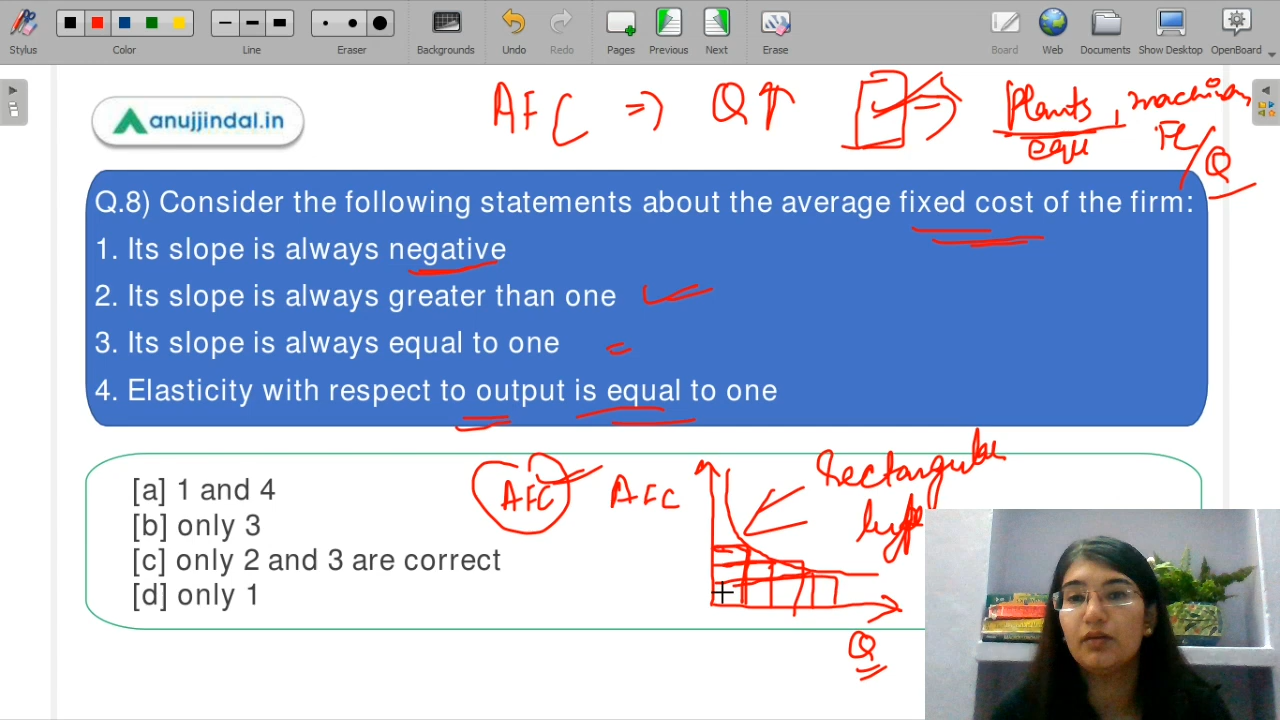 Stylus Color Line Eraser Backgrounds Undo Redo Pages Previous Next Erase Board Web Documents Show Desktop OpenBoard
AFC ⇒ Q↑ ⇒ Plants, machines
equ FC/Q
anujjindal.in
Q.8) Consider the following statements about the average fixed cost of the firm:
1. Its slope is always negative
2. Its slope is always greater than one
3. Its slope is always equal to one
4. Elasticity with respect to output is equal to one
[a] 1 and 4
[b] only 3
[c] only 2 and 3 are correct
[d] only 1
AFC AFC Rectangular
Q